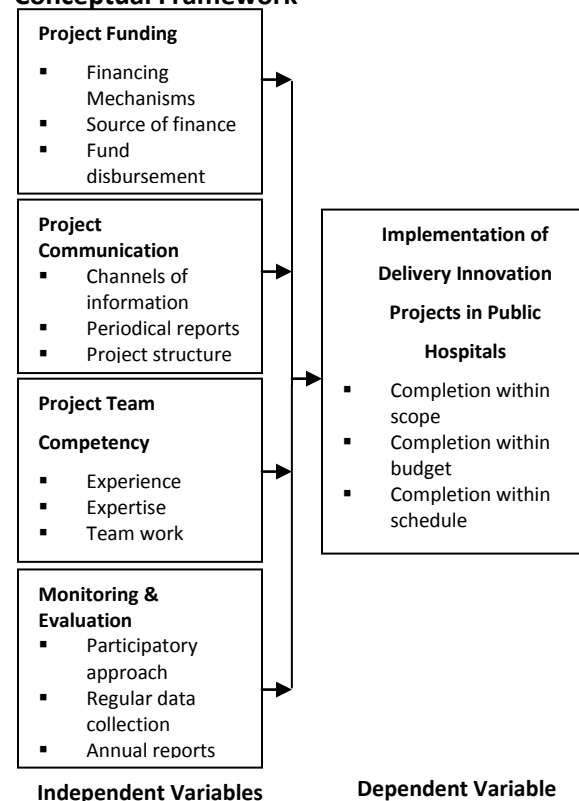 Conceptual Framework
Project Funding
▪ Financing
Mechanisms
▪ Source of finance
▪ Fund
disbursement
Project
Communication
▪ Channels of
information
▪ Periodical reports
▪ Project structure
Project Team
Competency
▪ Experience
▪ Expertise
▪ Team work
Monitoring &
Evaluation
▪ Participatory
approach
▪ Regular data
collection
▪ Annual reports
Independent Variables
Implementation of
Delivery Innovation
Projects in Public
Hospitals
▪ Completion within
scope
▪ Completion within
budget
▪ Completion within
schedule
Dependent Variable